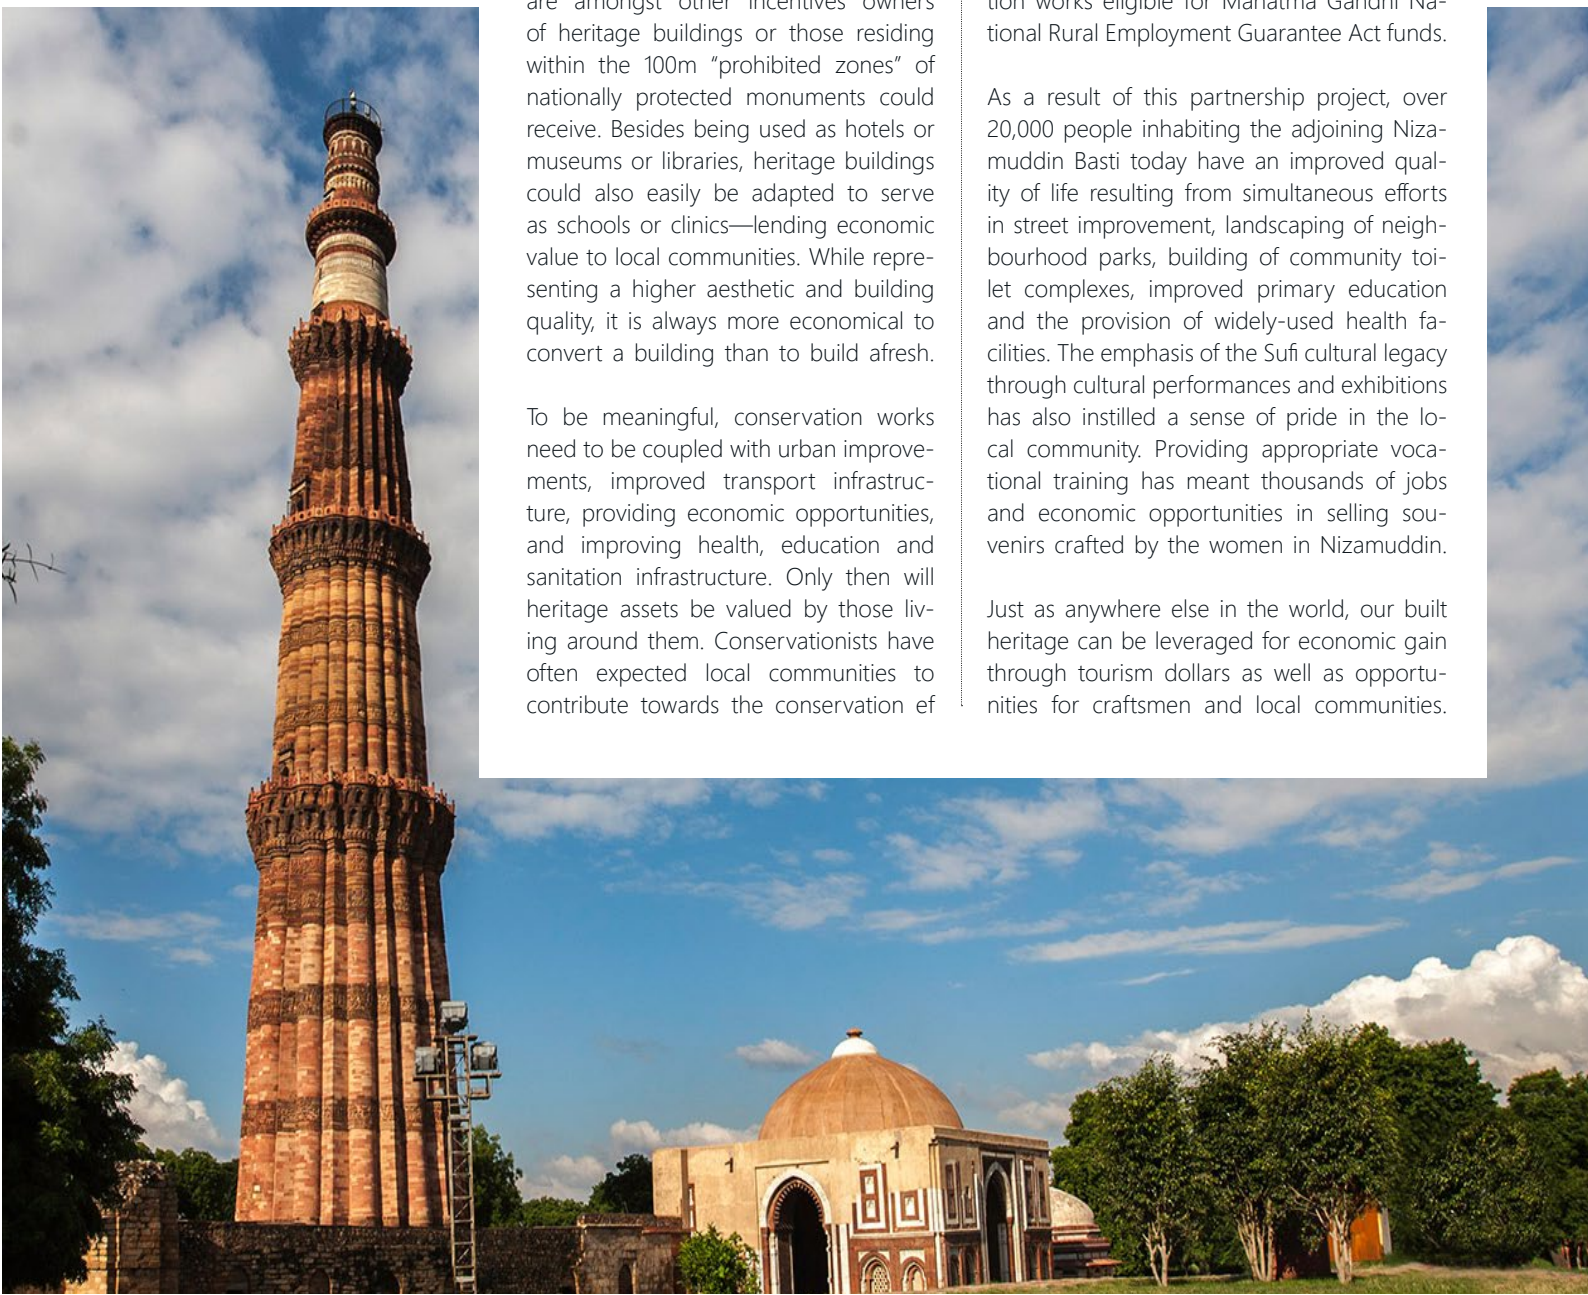 are amongst other incentives owners
of heritage buildings or those residing
within the 100m “prohibited zones” of
nationally protected monuments could
receive. Besides being used as hotels or
museums or libraries, heritage buildings
could also easily be adapted to serve
as schools or clinics—lending economic
value to local communities. While repre-
senting a higher aesthetic and building
quality, it is always more economical to
convert a building than to build afresh.
To be meaningful, conservation works
need to be coupled with urban improve-
ments, improved transport infrastruc-
ture, providing economic opportunities,
and improving health, education and
sanitation infrastructure. Only then will
heritage assets be valued by those liv-
ing around them. Conservationists have
often expected local communities to
contribute towards the conservation ef
tion works eligible for Mahatma Gandhi Na-
tional Rural Employment Guarantee Act funds.
As a result of this partnership project, over
20,000 people inhabiting the adjoining Niza-
muddin Basti today have an improved qual-
ity of life resulting from simultaneous efforts
in street improvement, landscaping of neigh-
bourhood parks, building of community toi-
let complexes, improved primary education
and the provision of widely-used health fa-
cilities. The emphasis of the Sufi cultural legacy
through cultural performances and exhibitions
has also instilled a sense of pride in the lo-
cal community. Providing appropriate voca-
tional training has meant thousands of jobs
and economic opportunities in selling sou-
venirs crafted by the women in Nizamuddin.
Just as anywhere else in the world, our built
heritage can be leveraged for economic gain
through tourism dollars as well as opportu-
nities for craftsmen and local communities.